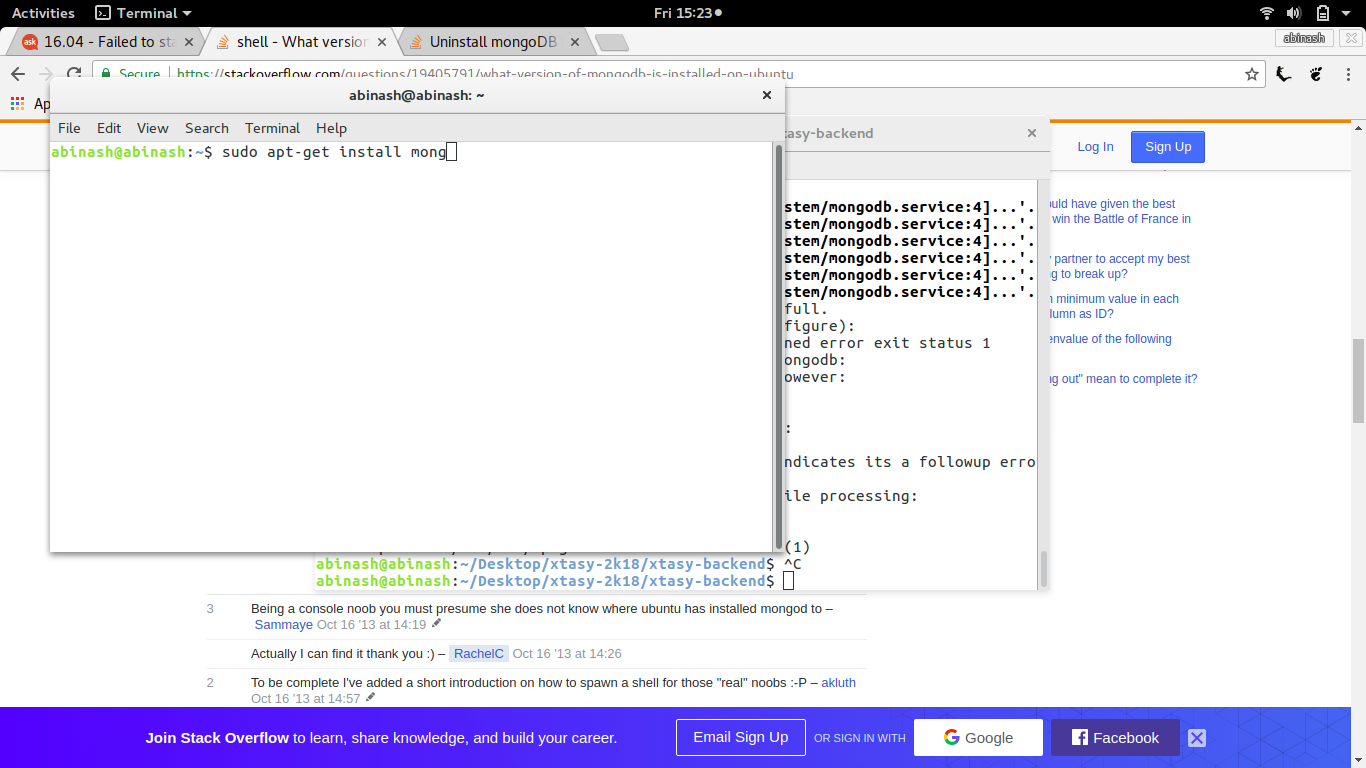 Activities Terminal Fri 15:23
16.04 - Failed to sta shell - What version Uninstall mongoDB abinash
Secure https://stackoverflow.com/questions/19405791/what-version-of-mongodb-is-installed-on-ubuntu
Ap
abinash@abinash: ~
File Edit View Search Terminal Help
abinash@abinash:~$ sudo apt-get install mong
tasy-backend
Log In Sign Up
stem/mongodb.service:4]...'.
stem/mongodb.service:4]...'.
stem/mongodb.service:4]...'.
stem/mongodb.service:4]...'.
stem/mongodb.service:4]...'.
stem/mongodb.service:4]...'.
full.
figure):
ned error exit status 1
ongodb:
owever:
:
ndicates its a followup erro
ile processing:
(1)
abinash@abinash:~/Desktop/xtasy-2k18/xtasy-backend$ ^C
abinash@abinash:~/Desktop/xtasy-2k18/xtasy-backend$
uld have given the best
win the Battle of France in
partner to accept my best
g to break up?
minimum value in each
lumn as ID?
envalue of the following
ng out" mean to complete it?
3 Being a console noob you must presume she does not know where ubuntu has installed mongod to –
Sammaye Oct 16 '13 at 14:19
Actually I can find it thank you :) – RachelC Oct 16 '13 at 14:26
2 To be complete I've added a short introduction on how to spawn a shell for those "real" noobs :-P – akluth
Oct 16 '13 at 14:57
Join Stack Overflow to learn, share knowledge, and build your career. Email Sign Up OR SIGN IN WITH Google Facebook